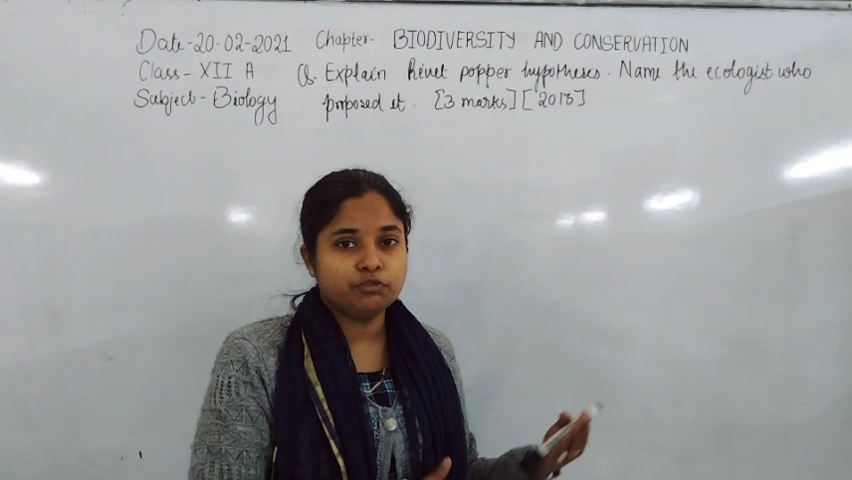 Date-20-02-2021 Chapter- BIODIVERSITY AND CONSERVATION
Class-XII A Q. Explain Rivet popper hypothesis. Name the ecologist who
Subject-Biology proposed it. [3 marks] [2018]